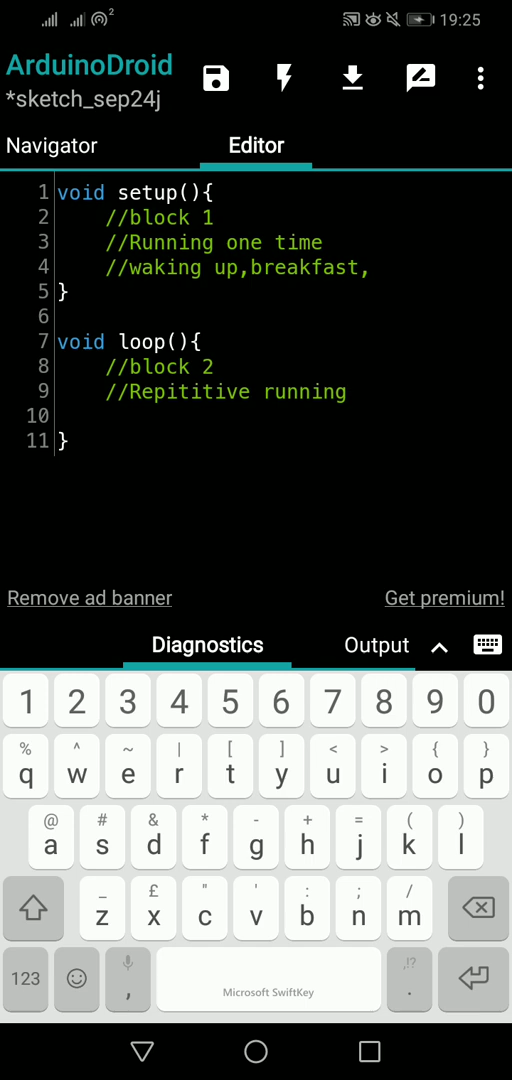 2
19:25
ArduinoDroid
*sketch_sep24j
Navigator
Editor
1 void setup(){
2 //block 1
3 //Running one time
4 //waking up,breakfast,
5 }
6
7 void loop(){
8 //block 2
9 //Repititive running
10
11 }
Remove ad banner
Get premium!
Diagnostics
Output
1 2 3 4 5 6 7 8 9 0
% ^ ~ | [ ] < > { }
q w e r t y u i o p
@ # & * - + = ( )
a s d f g h j k l
_ £ " ' : ; /
z x c v b n m
,!?
123 , Microsoft SwiftKey .